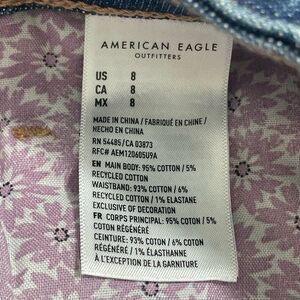 AMERICAN EAGLE
OUTFITTERS
US 8
CA 8
MX 8
MADE IN CHINA / FABRIQUÉ EN CHINE /
HECHO EN CHINA
RN 54485/CA 03873
RFC# AEM120605U9A
EN MAIN BODY: 95% COTTON / 5%
RECYCLED COTTON
WAISTBAND: 93% COTTON / 6%
RECYCLED COTTON / 1% ELASTANE
EXCLUSIVE OF DECORATION
FR CORPS PRINCIPAL: 95% COTON / 5%
COTON RÉGÉNÉRÉ
CEINTURE: 93% COTON / 6% COTON
RÉGÉNÉRÉ / 1% ÉLASTHANNE
À L'EXCEPTION DE LA GARNITURE